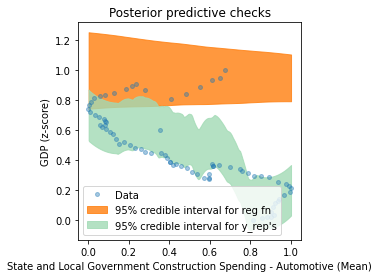 Posterior predictive checks
GDP (z-score)
1.2
1.0
0.8
0.6
0.4
0.2
0.0
Data
95% credible interval for reg fn
95% credible interval for y_rep's
0.0 0.2 0.4 0.6 0.8 1.0
State and Local Government Construction Spending - Automotive (Mean)